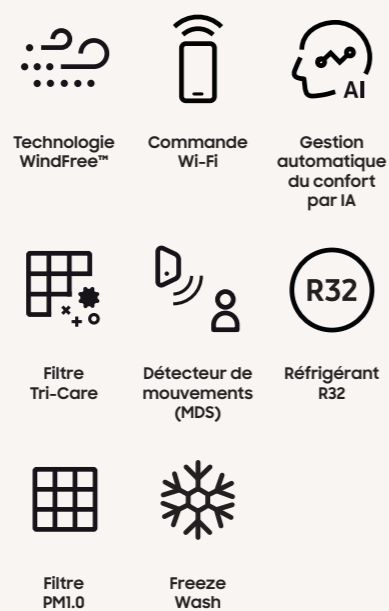 Technologie
WindFree™
Commande
Wi-Fi
AI
Gestion
automatique
du confort
par IA
Filtre
Tri-Care
Détecteur de
mouvements
(MDS)
R32
Réfrigérant
R32
Filtre
PM1.0
Freeze
Wash